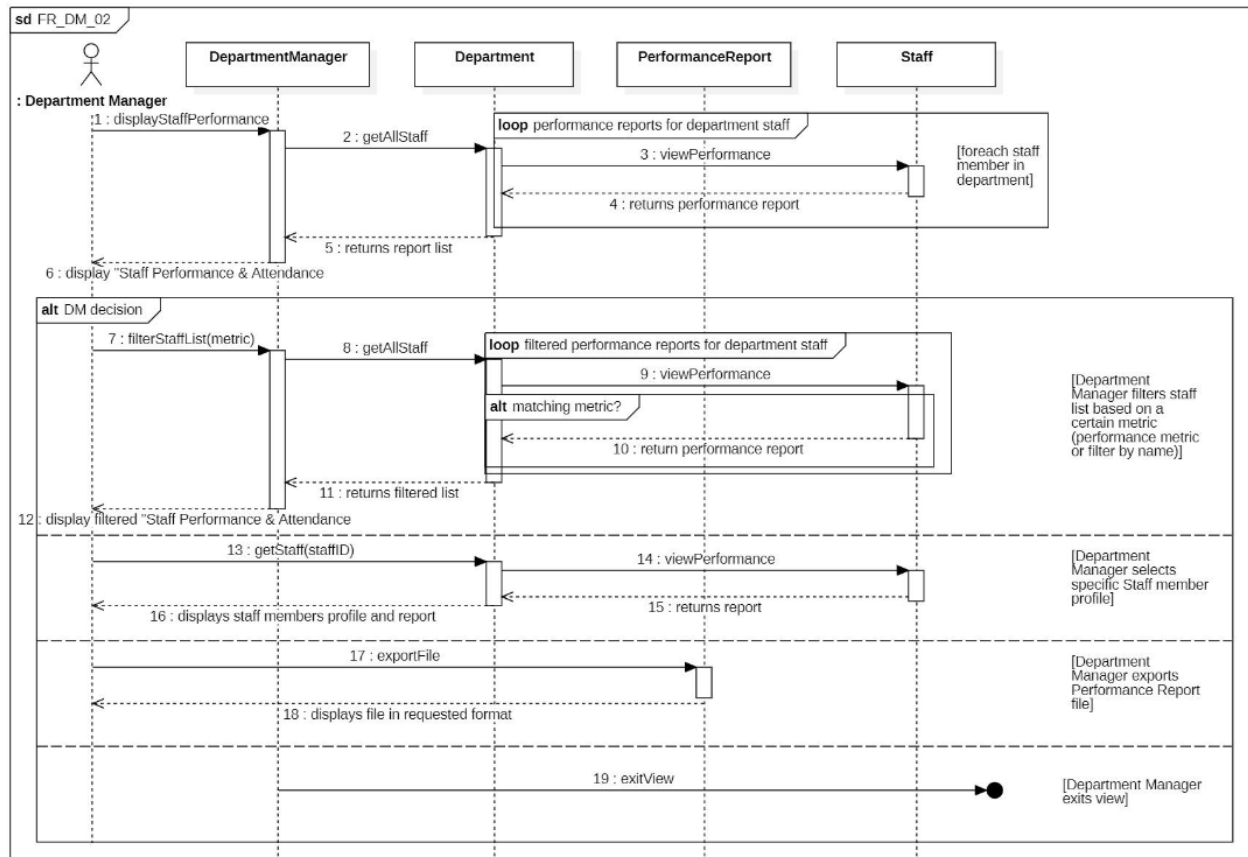 sd FR_DM_02
DepartmentManager
Department
PerformanceReport
Staff
: Department Manager
1 : displayStaffPerformance
2 : getAllStaff
loop performance reports for department staff
3 : viewPerformance
[foreach staff
member in
department]
4 : returns performance report
5 : returns report list
6 : display "Staff Performance & Attendance
alt DM decision
7 : filterStaffList(metric)
8 : getAllStaff
loop filtered performance reports for department staff
9 : viewPerformance
[Department
Manager filters staff
list based on a
certain metric
(performance metric
or filter by name)]
alt matching metric?
10 : return performance report
11 : returns filtered list
12 : display filtered "Staff Performance & Attendance
13 : getStaff(staffID)
14 : viewPerformance
[Department
Manager selects
specific Staff member
profile]
15 : returns report
16 : displays staff members profile and report
17 : exportFile
[Department
Manager exports
Performance Report
file]
18 : displays file in requested format
19 : exitView
[Department Manager
exits view]